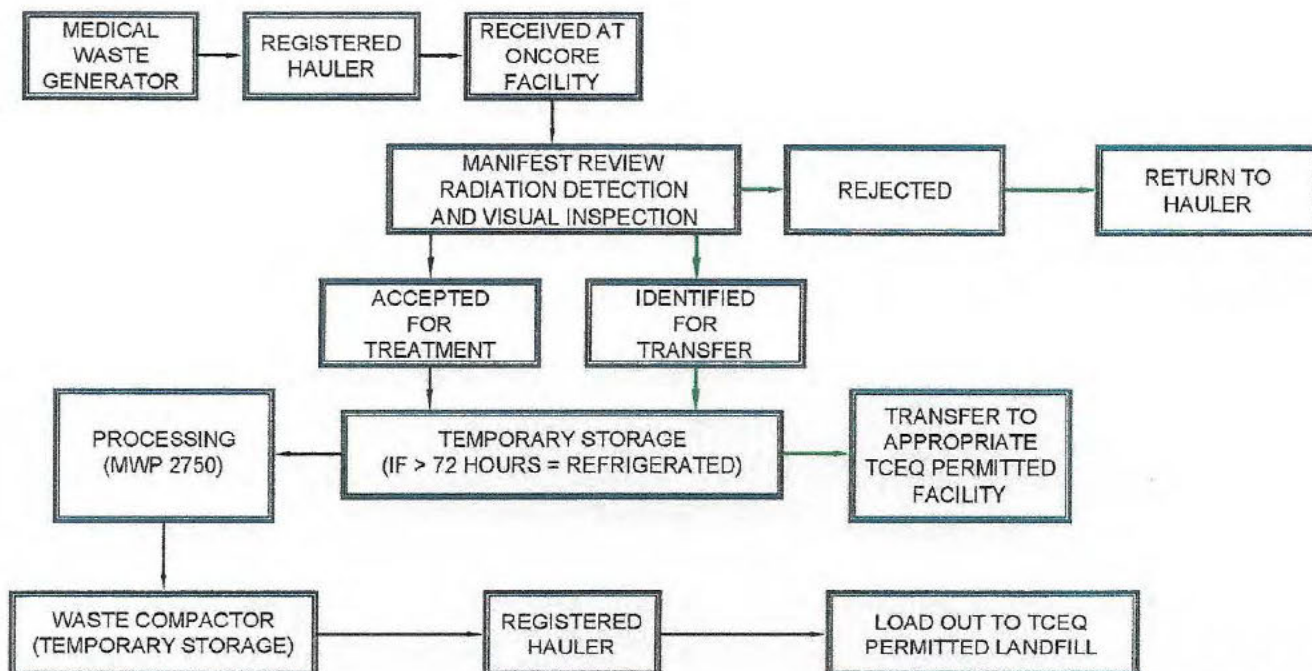 MEDICAL
WASTE
GENERATOR
REGISTERED
HAULER
RECEIVED AT
ONCORE
FACILITY
MANIFEST REVIEW
RADIATION DETECTION
AND VISUAL INSPECTION
REJECTED
RETURN TO
HAULER
ACCEPTED
FOR
TREATMENT
IDENTIFIED
FOR
TRANSFER
PROCESSING
(MWP 2750)
TEMPORARY STORAGE
(IF > 72 HOURS = REFRIGERATED)
TRANSFER TO
APPROPRIATE
TCEQ PERMITTED
FACILITY
WASTE COMPACTOR
(TEMPORARY STORAGE)
REGISTERED
HAULER
LOAD OUT TO TCEQ
PERMITTED LANDFILL